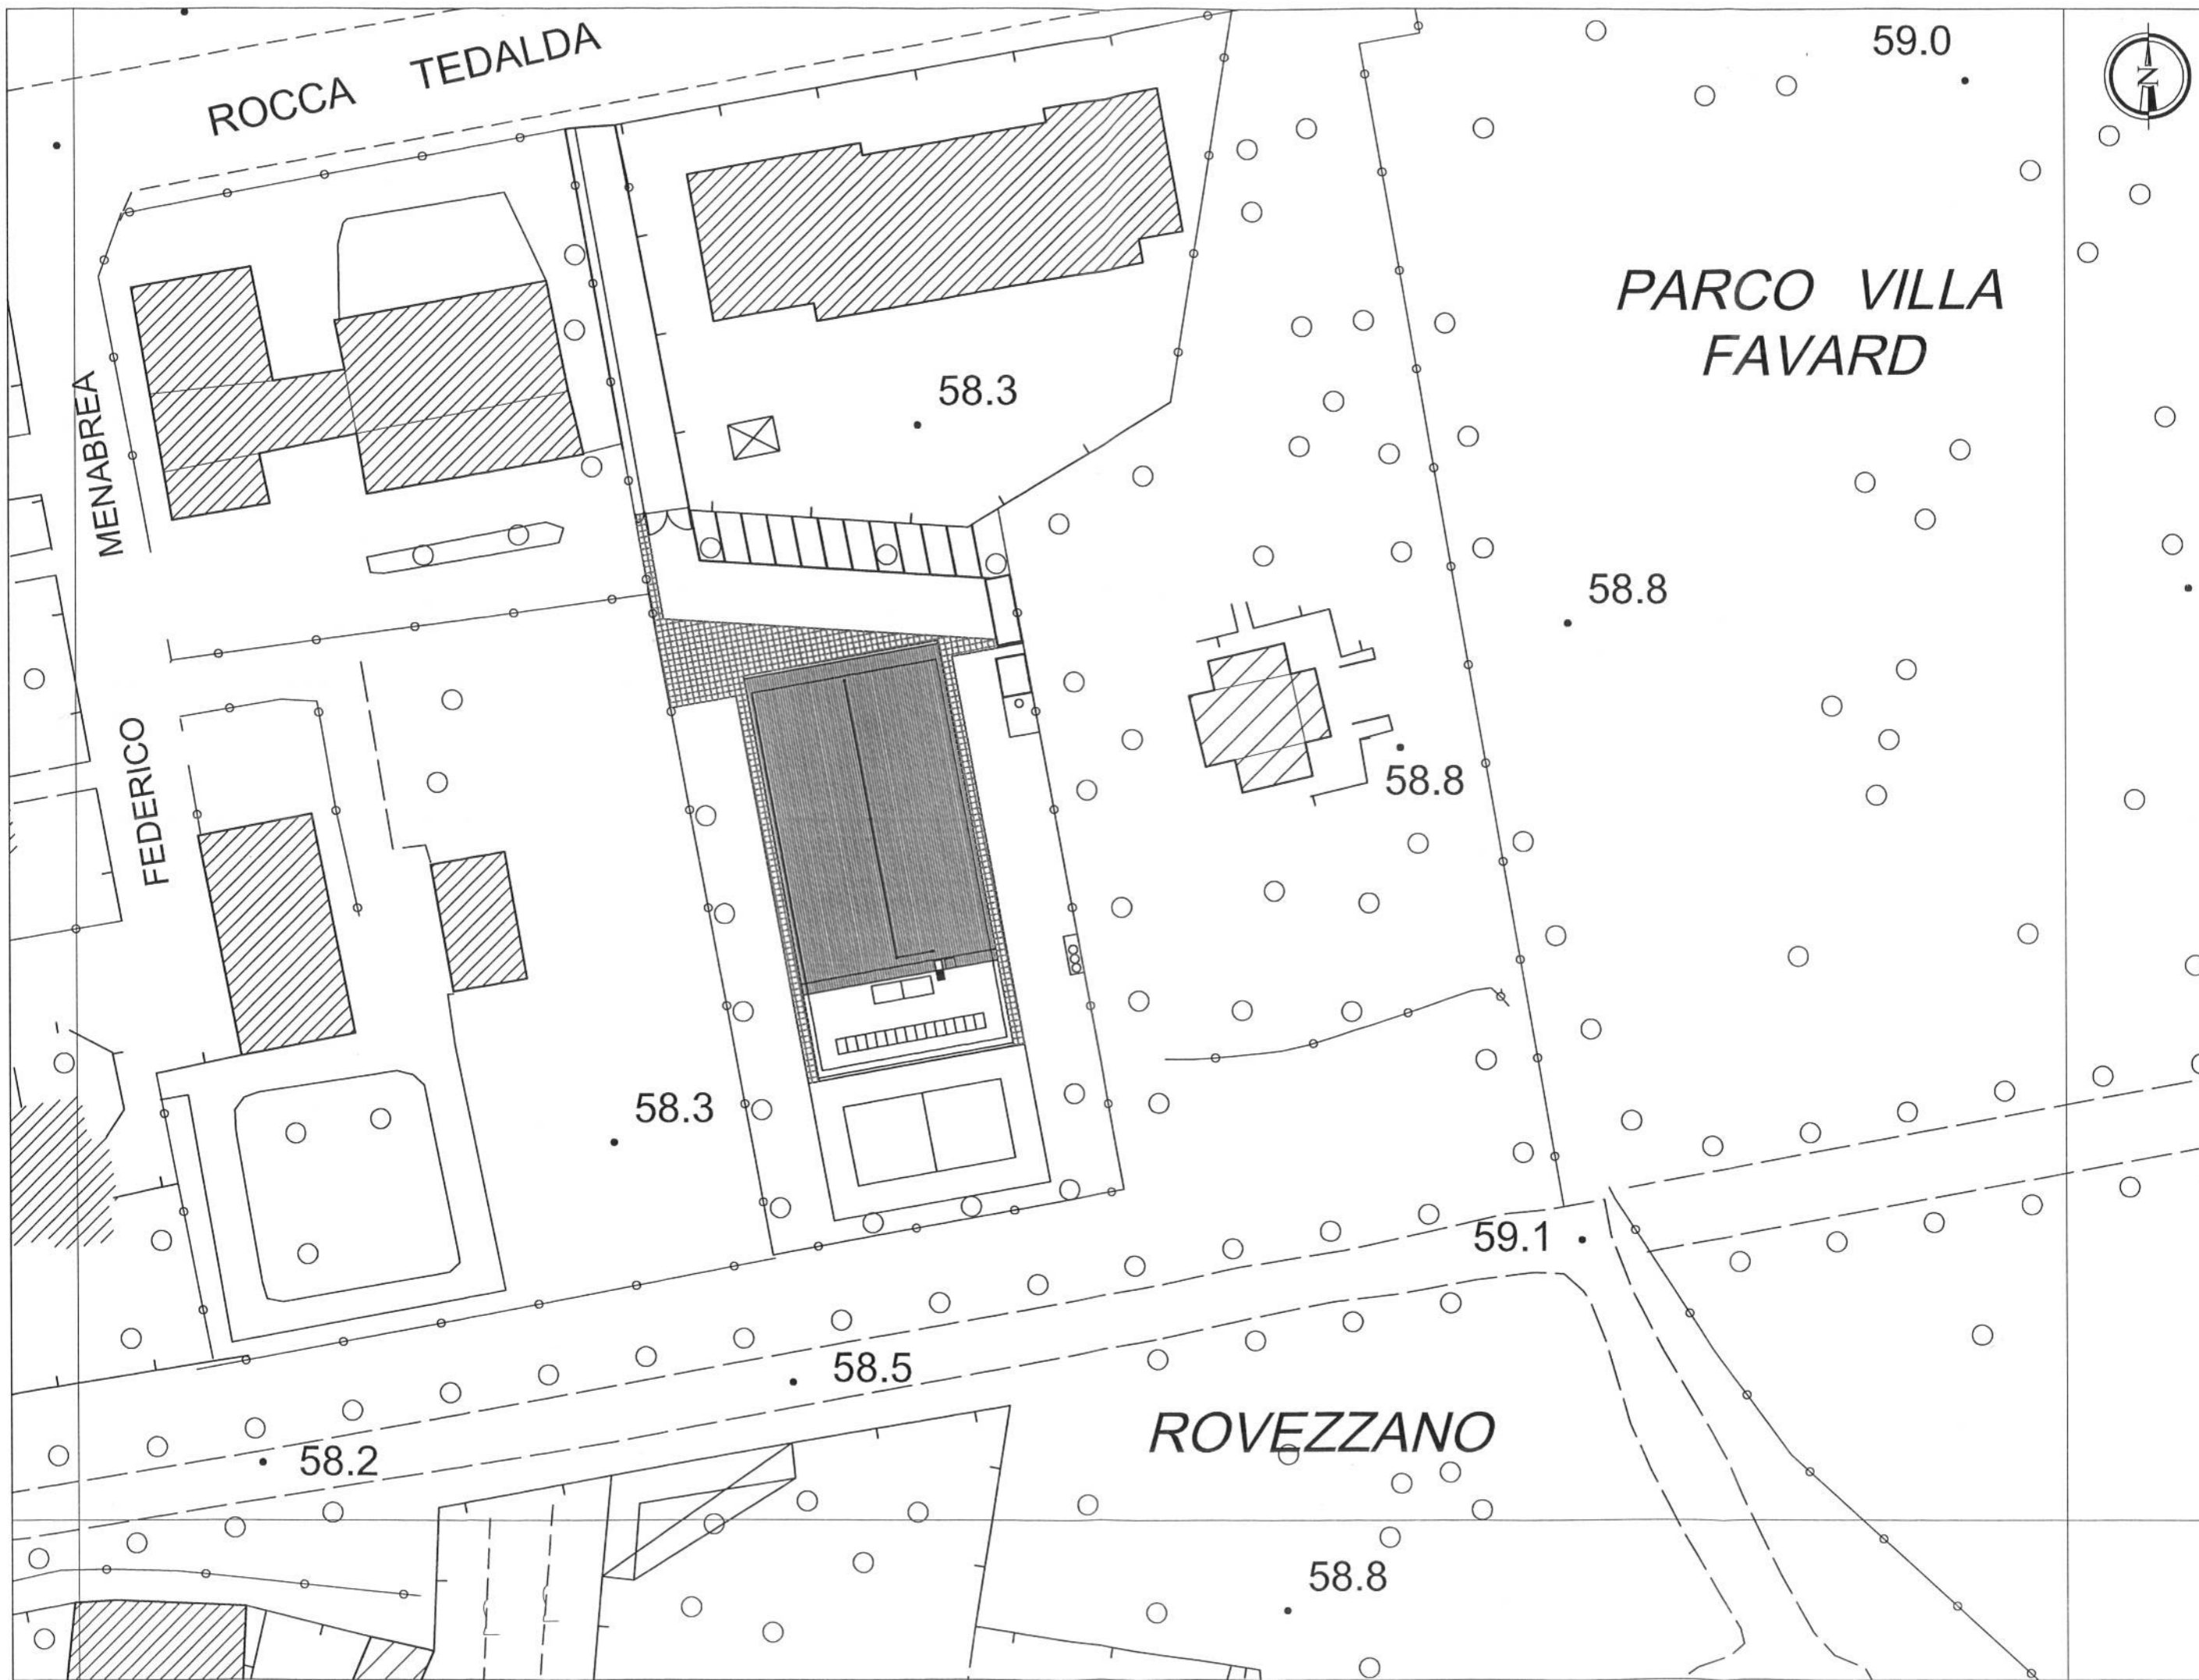 59.0
N
ROCCA TEDALDA
PARCO VILLA
FAVARD
58.3
MENABREA
58.8
58.8
FEDERICO
58.3
59.1
58.5
ROVEZZANO
58.2
58.8